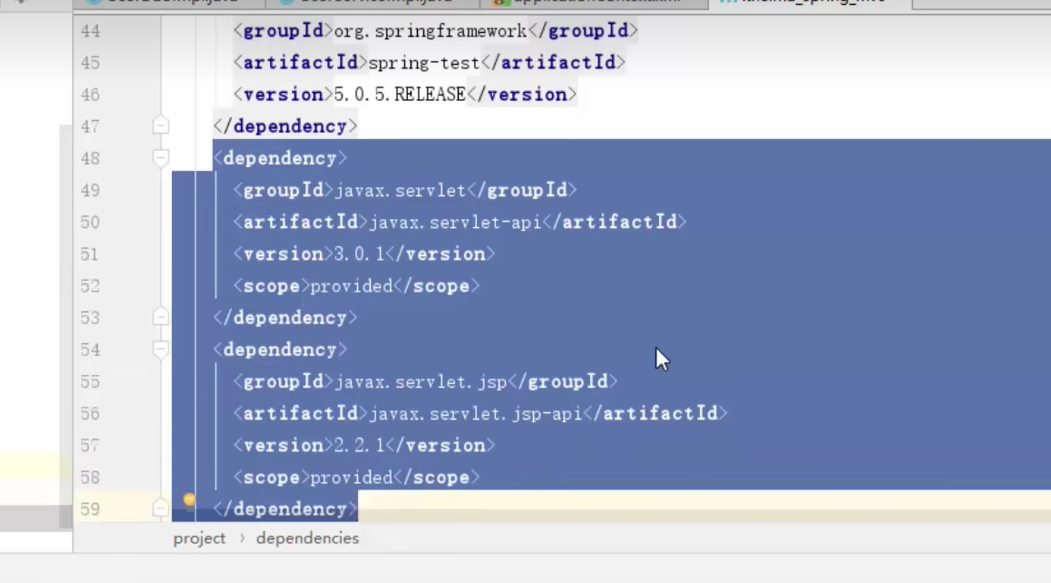 44 <groupId>org.springframework</groupId>
45 <artifactId>spring-test</artifactId>
46 <version>5.0.5.RELEASE</version>
47 </dependency>
48 <dependency>
49 <groupId>javax.servlet</groupId>
50 <artifactId>javax.servlet-api</artifactId>
51 <version>3.0.1</version>
52 <scope>provided</scope>
53 </dependency>
54 <dependency>
55 <groupId>javax.servlet.jsp</groupId>
56 <artifactId>javax.servlet.jsp-api</artifactId>
57 <version>2.2.1</version>
58 <scope>provided</scope>
59 </dependency>
project > dependencies